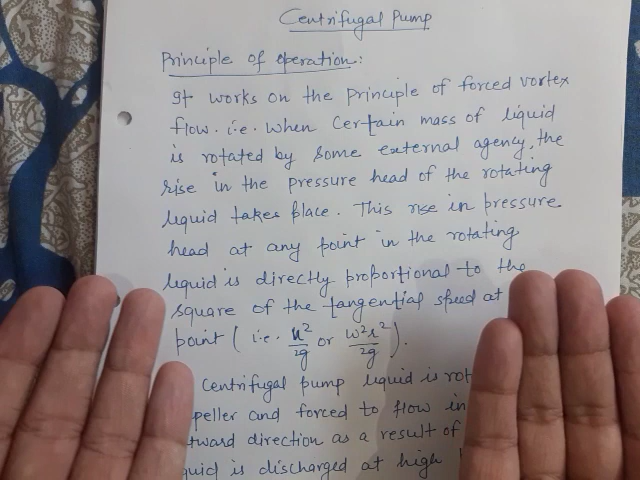 Centrifugal Pump
Principle of operation:
It works on the principle of forced vortex
flow. i.e. When Certain mass of liquid
is rotated by some external agency, the
rise in the pressure head of the rotating
liquid takes place. This rise in pressure
head at any point in the rotating
liquid is directly proportional to the
square of the tangential speed at
point ( i.e. u²/2g or w²r²/2g ).
Centrifugal pump liquid is rot
peller and forced to flow in
tward direction as a result of
quid is discharged at high